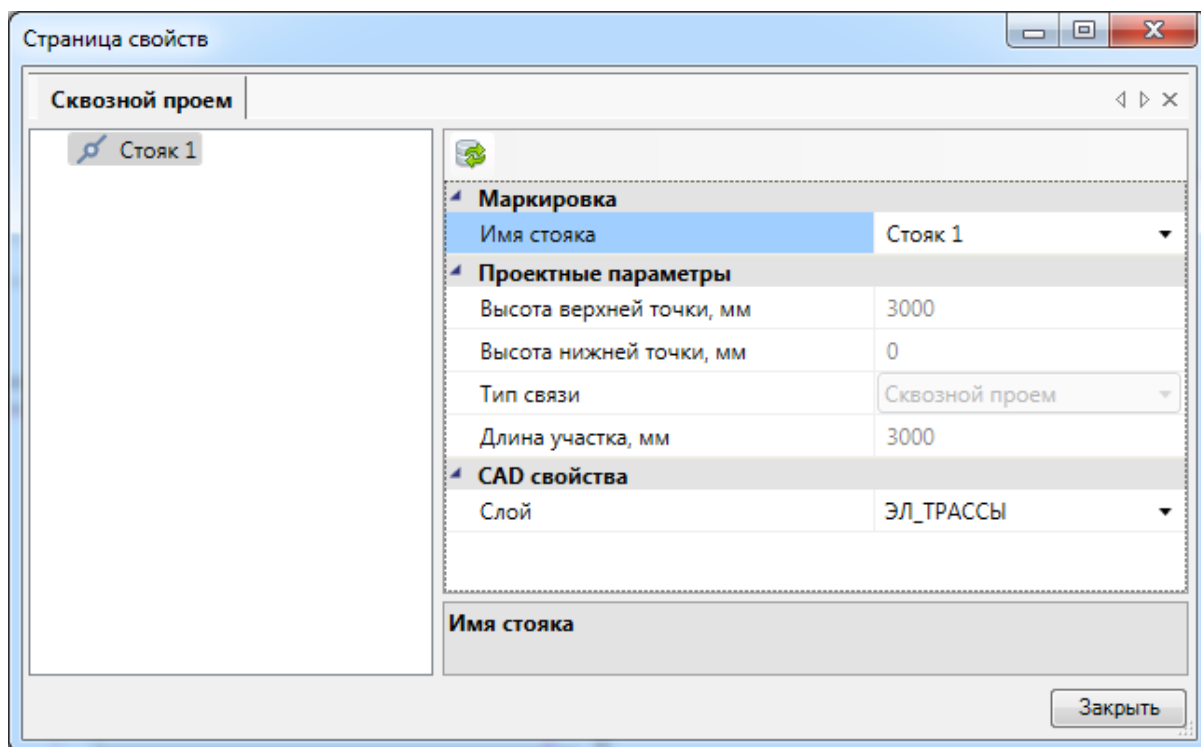 Страница свойств
Сквозной проем
Стояк 1
Маркировка
Имя стояка Стояк 1
Проектные параметры
Высота верхней точки, мм 3000
Высота нижней точки, мм 0
Тип связи Сквозной проем
Длина участка, мм 3000
CAD свойства
Слой ЭЛ_ТРАССЫ
Имя стояка
Закрыть